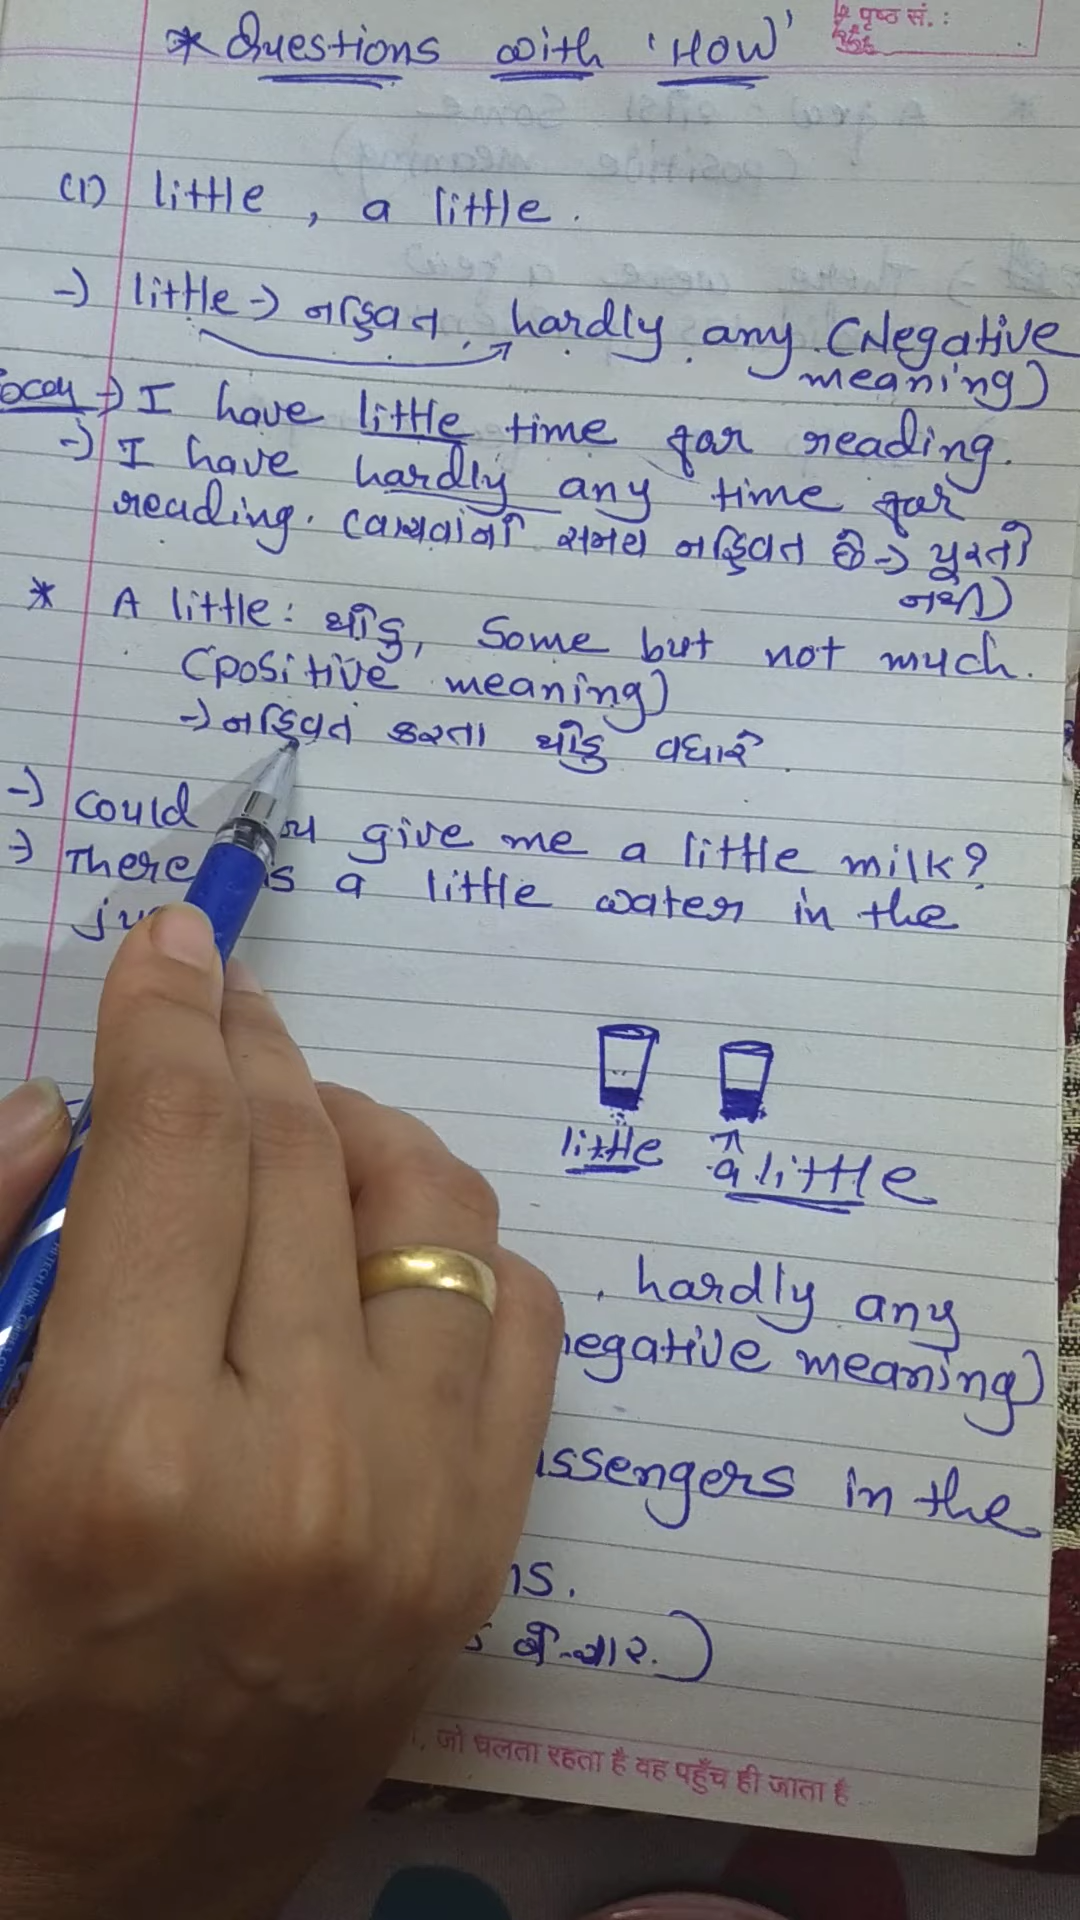 पृष्ठ सं. :
* Questions with 'HOW'
(1) little , a little .
-) little -) નહિવત , hardly any (Negative
meaning)
-) I have little time for reading.
-) I have hardly any time for
reading. (વાચવાંની સમય નહિવત છે -) પૂરતો
નથી)
* A little : થોડુ, Some but not much.
(positive meaning)
-) નહિવત કરતા થોડુ વધારે .
-) Could give me a little milk?
-) There is a little water in the
little a little
, hardly any
negative meaning)
in the
બે-ચાર. )
जो चलता रहता है वह पहुँच ही जाता है